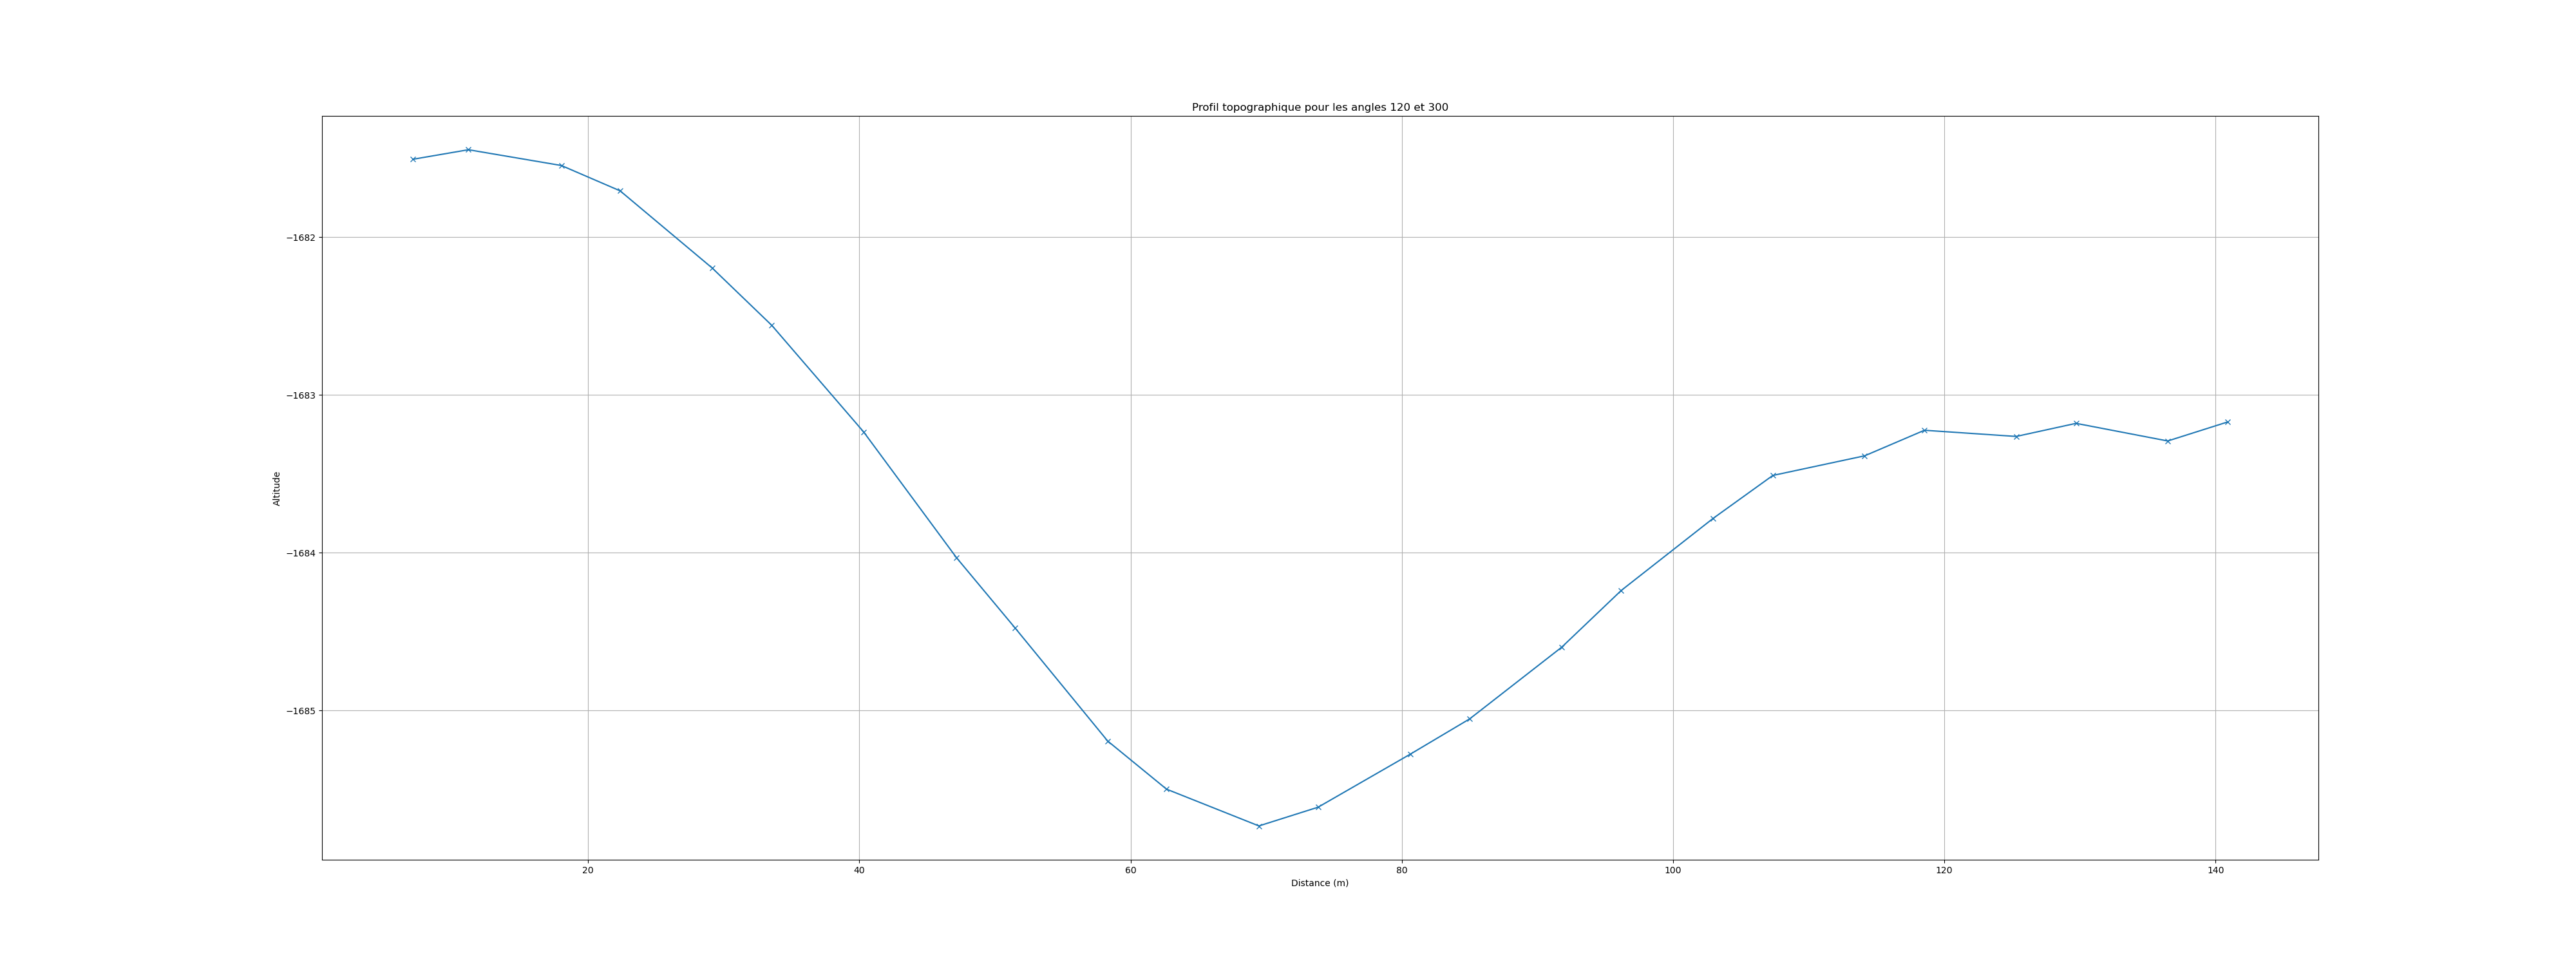 Profil topographique pour les angles 120 et 300
−1682
−1683
−1684
−1685
Altitude
20 40 60 80 100 120 140
Distance (m)